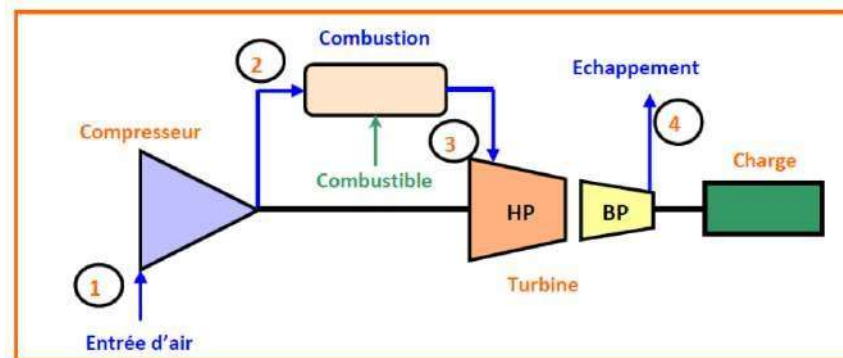 Combustion
2
Echappement
Compresseur
3
4
Combustible
Charge
HP
BP
1
Turbine
Entrée d’air